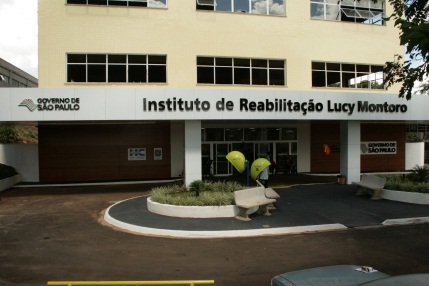 GOVERNO DE
SÃO PAULO
Instituto de Reabilitação Lucy Montoro
GOVERNO DE
SÃO PAULO